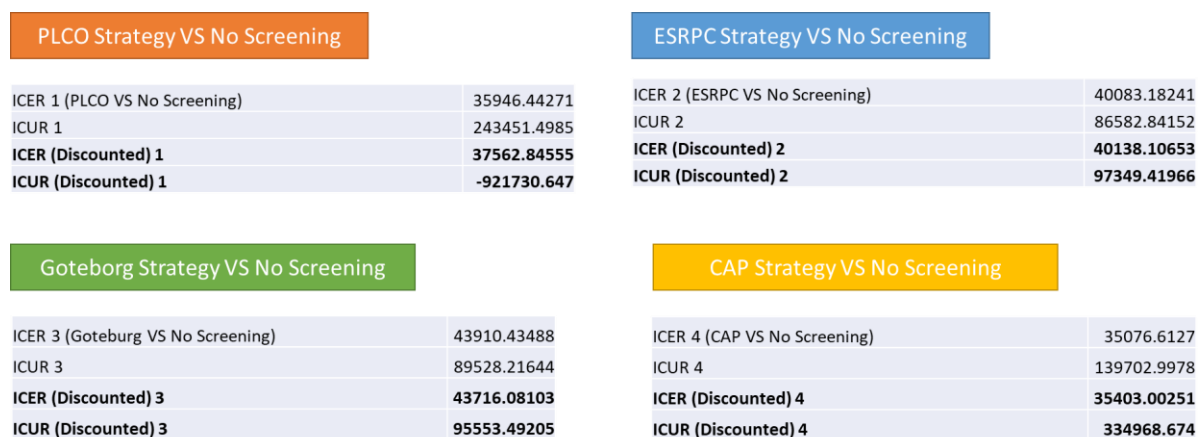 PLCO Strategy VS No Screening
ICER 1 (PLCO VS No Screening) 35946.44271
ICUR 1 243451.4985
ICER (Discounted) 1 37562.84555
ICUR (Discounted) 1 -921730.647
ESRPC Strategy VS No Screening
ICER 2 (ESRPC VS No Screening) 40083.18241
ICUR 2 86582.84152
ICER (Discounted) 2 40138.10653
ICUR (Discounted) 2 97349.41966
Goteborg Strategy VS No Screening
ICER 3 (Goteburg VS No Screening) 43910.43488
ICUR 3 89528.21644
ICER (Discounted) 3 43716.08103
ICUR (Discounted) 3 95553.49205
CAP Strategy VS No Screening
ICER 4 (CAP VS No Screening) 35076.6127
ICUR 4 139702.9978
ICER (Discounted) 4 35403.00251
ICUR (Discounted) 4 334968.674